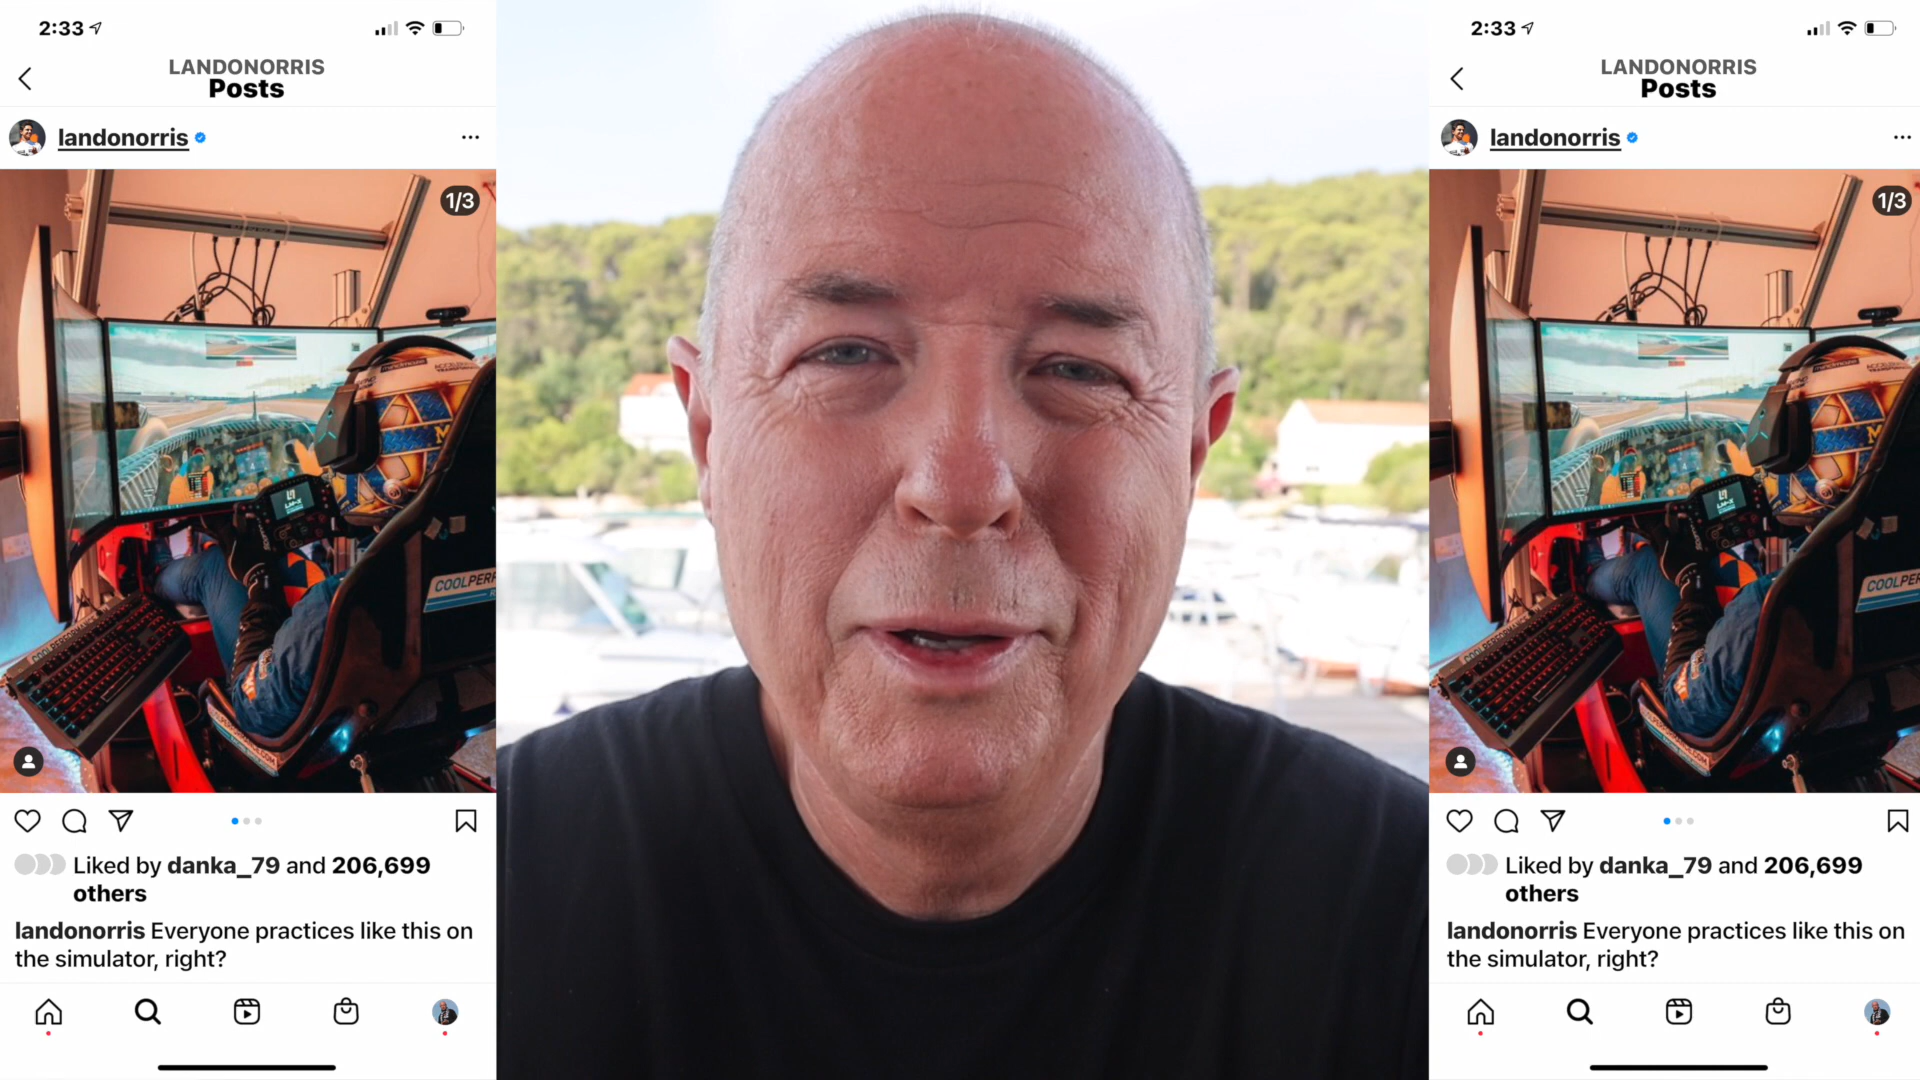 2:33
LANDONORRIS
Posts
landonorris
1/3
COOLPERF
Liked by danka_79 and 206,699
others
landonorris Everyone practices like this on
the simulator, right?
2:33
LANDONORRIS
Posts
landonorris
1/3
COOLPER
Liked by danka_79 and 206,699
others
landonorris Everyone practices like this on
the simulator, right?